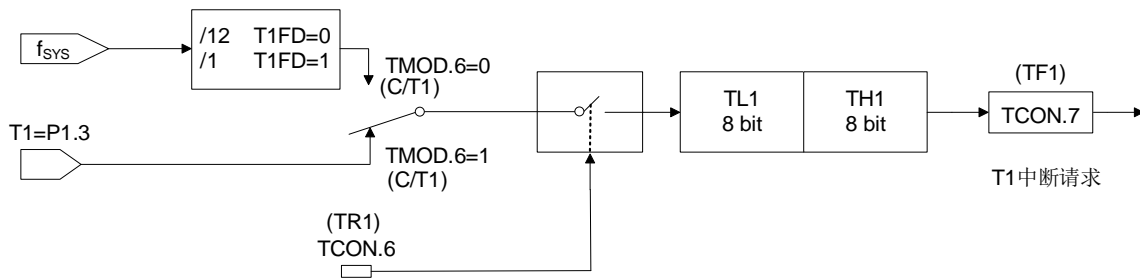 f_SYS
/12 T1FD=0
/1 T1FD=1
TMOD.6=0
(C/T1)
T1=P1.3
TMOD.6=1
(C/T1)
(TR1)
TCON.6
TL1
8 bit
TH1
8 bit
(TF1)
TCON.7
T1中断请求